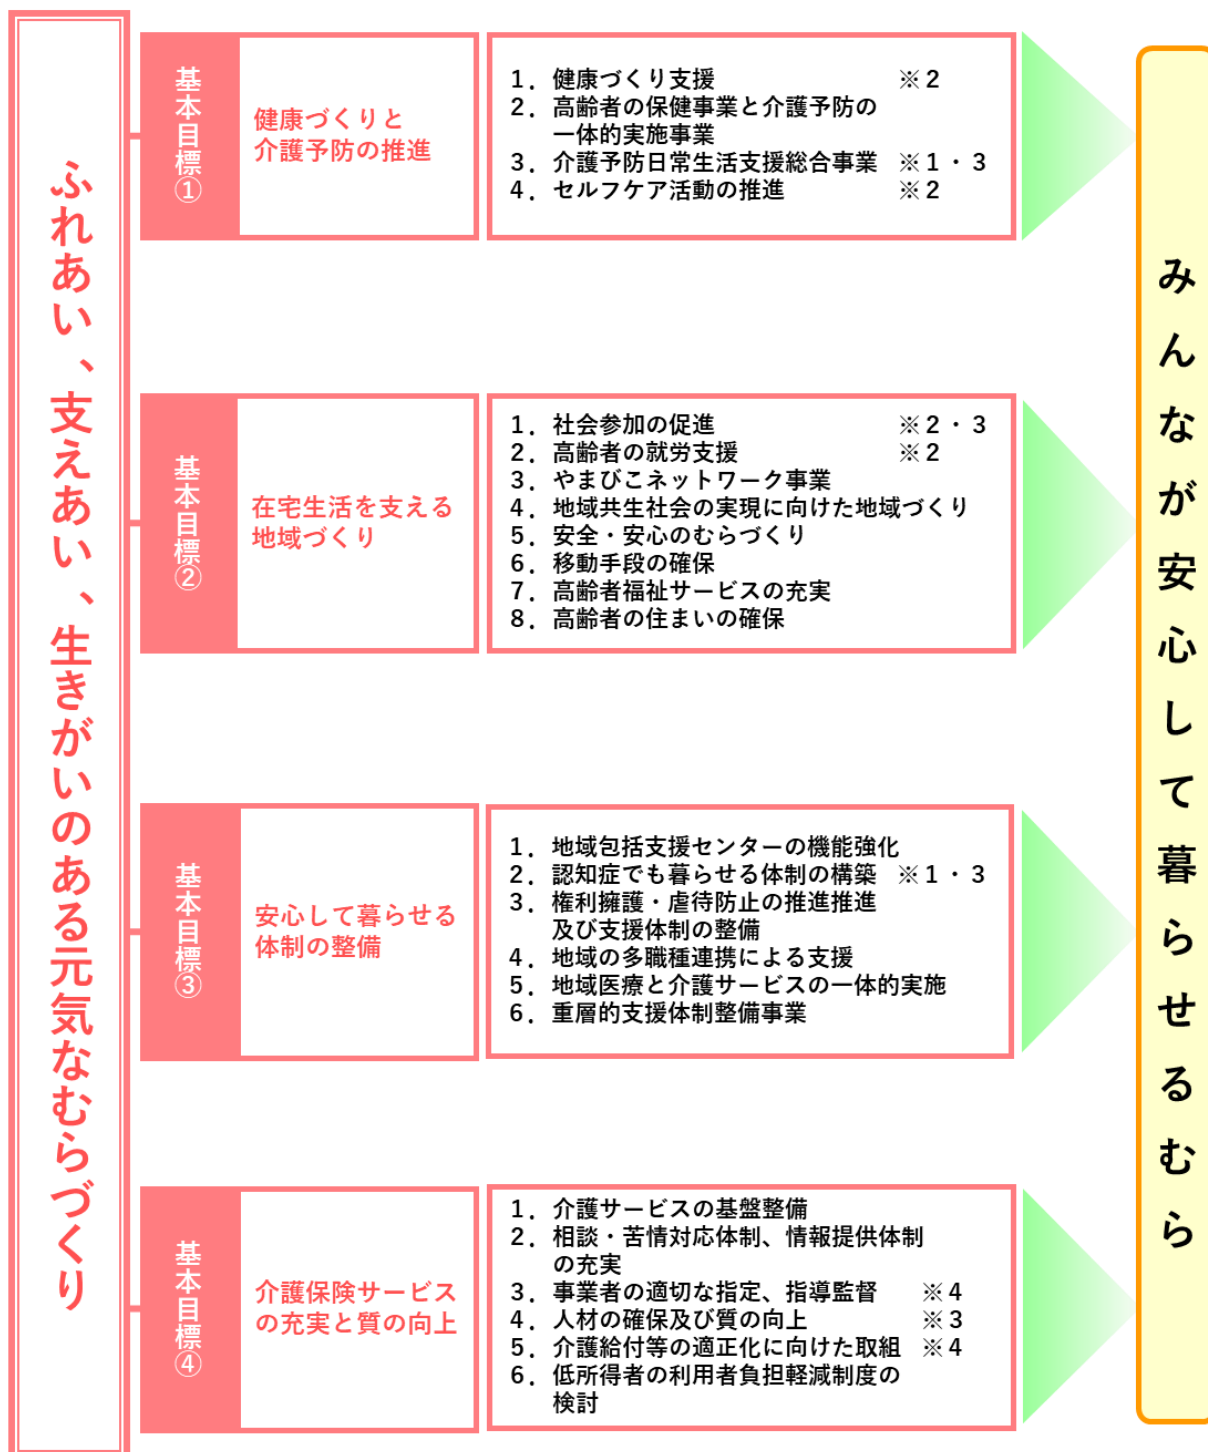 ふれあい、支えあい、生きがいのある元気なむらづくり
基本目標①
健康づくりと
介護予防の推進
1．健康づくり支援　※2
2．高齢者の保健事業と介護予防の
一体的実施事業
3．介護予防日常生活支援総合事業　※1・3
4．セルフケア活動の推進　※2
基本目標②
在宅生活を支える
地域づくり
1．社会参加の促進　※2・3
2．高齢者の就労支援　※2
3．やまびこネットワーク事業
4．地域共生社会の実現に向けた地域づくり
5．安全・安心のむらづくり
6．移動手段の確保
7．高齢者福祉サービスの充実
8．高齢者の住まいの確保
基本目標③
安心して暮らせる
体制の整備
1．地域包括支援センターの機能強化
2．認知症でも暮らせる体制の構築　※1・3
3．権利擁護・虐待防止の推進推進
及び支援体制の整備
4．地域の多職種連携による支援
5．地域医療と介護サービスの一体的実施
6．重層的支援体制整備事業
基本目標④
介護保険サービス
の充実と質の向上
1．介護サービスの基盤整備
2．相談・苦情対応体制、情報提供体制
の充実
3．事業者の適切な指定、指導監督　※4
4．人材の確保及び質の向上　※3
5．介護給付等の適正化に向けた取組　※4
6．低所得者の利用者負担軽減制度の
検討
みんなが安心して暮らせるむら